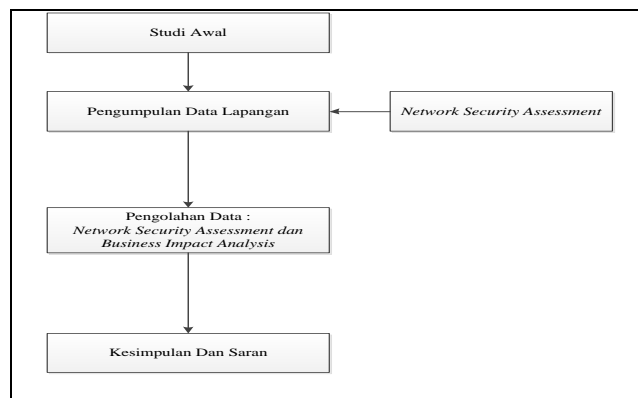 Studi Awal
Pengumpulan Data Lapangan
Network Security Assessment
Pengolahan Data :
Network Security Assessment dan
Business Impact Analysis
Kesimpulan Dan Saran